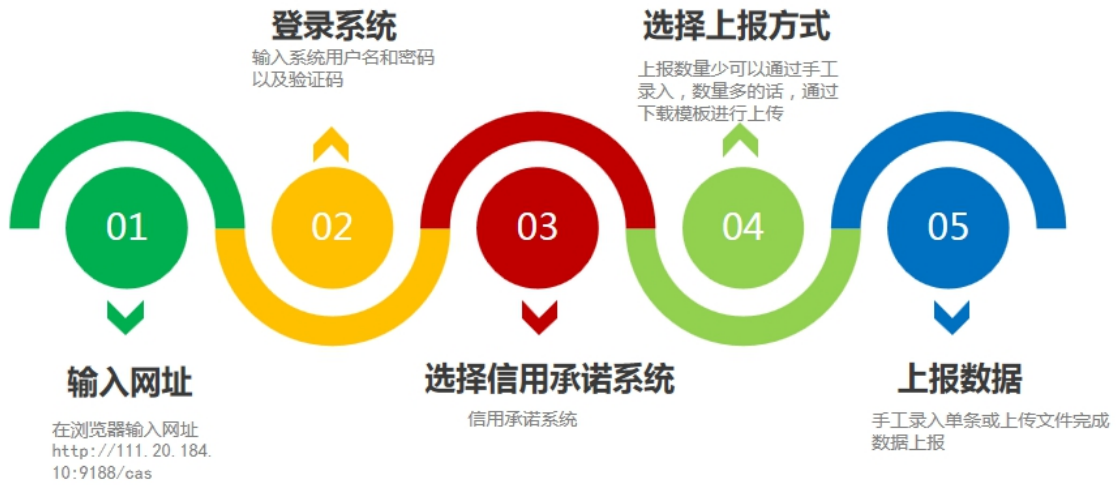 登录系统
输入系统用户名和密码
以及验证码
选择上报方式
上报数量少可以通过手工
录入，数量多的话，通过
下载模板进行上传
01
02
03
04
05
输入网址
在浏览器输入网址
http://111.20.184.
10:9188/cas
选择信用承诺系统
信用承诺系统
上报数据
手工录入单条或上传文件完成
数据上报